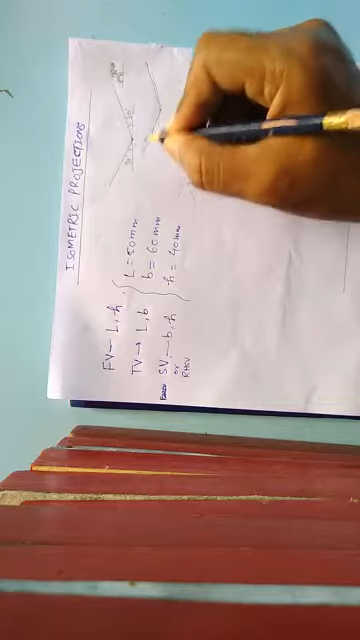 ISOMETRIC PROJECTIONS
FV – L, h
TV → L, b
SV, – b, h
or
RHSV
L = 50mm
b = 60mm
h = 40mm